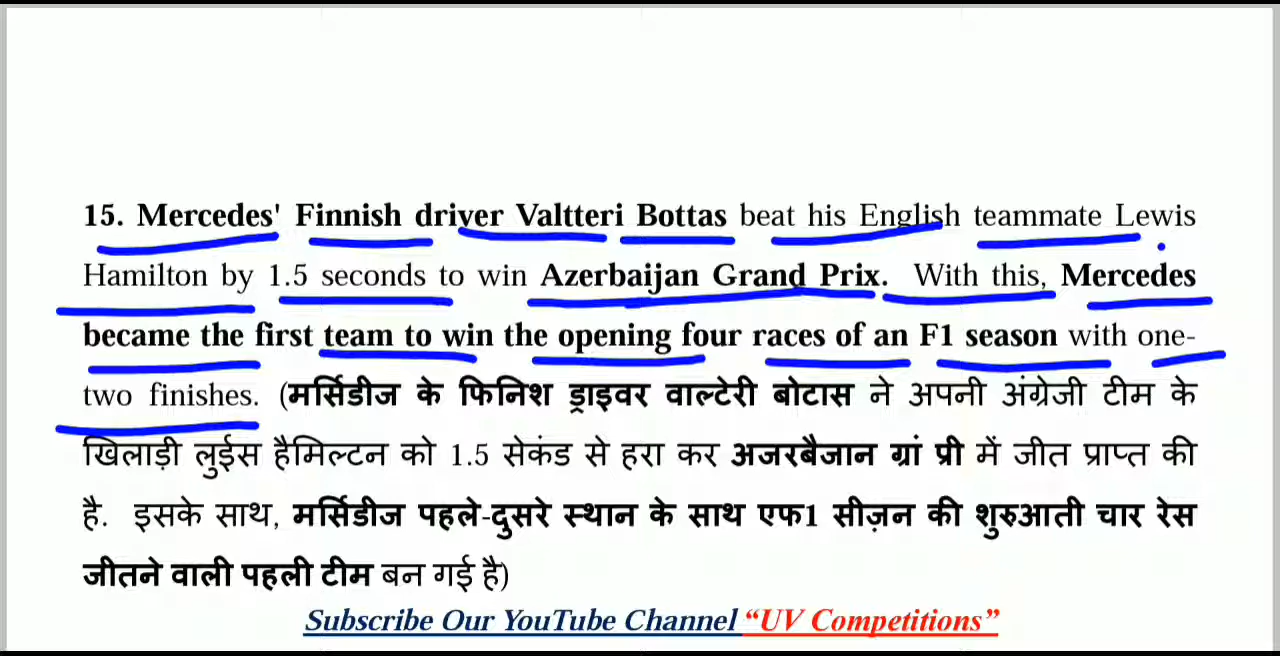 15. Mercedes' Finnish driver Valtteri Bottas beat his English teammate Lewis
Hamilton by 1.5 seconds to win Azerbaijan Grand Prix. With this, Mercedes
became the first team to win the opening four races of an F1 season with one-
two finishes. (मर्सिडीज के फिनिश ड्राइवर वाल्टेरी बोटास ने अपनी अंग्रेजी टीम के
खिलाड़ी लुईस हैमिल्टन को 1.5 सेकंड से हरा कर अजरबैजान ग्रां प्री में जीत प्राप्त की
है. इसके साथ, मर्सिडीज पहले-दुसरे स्थान के साथ एफ1 सीज़न की शुरुआती चार रेस
जीतने वाली पहली टीम बन गई है)
Subscribe Our YouTube Channel “UV Competitions”